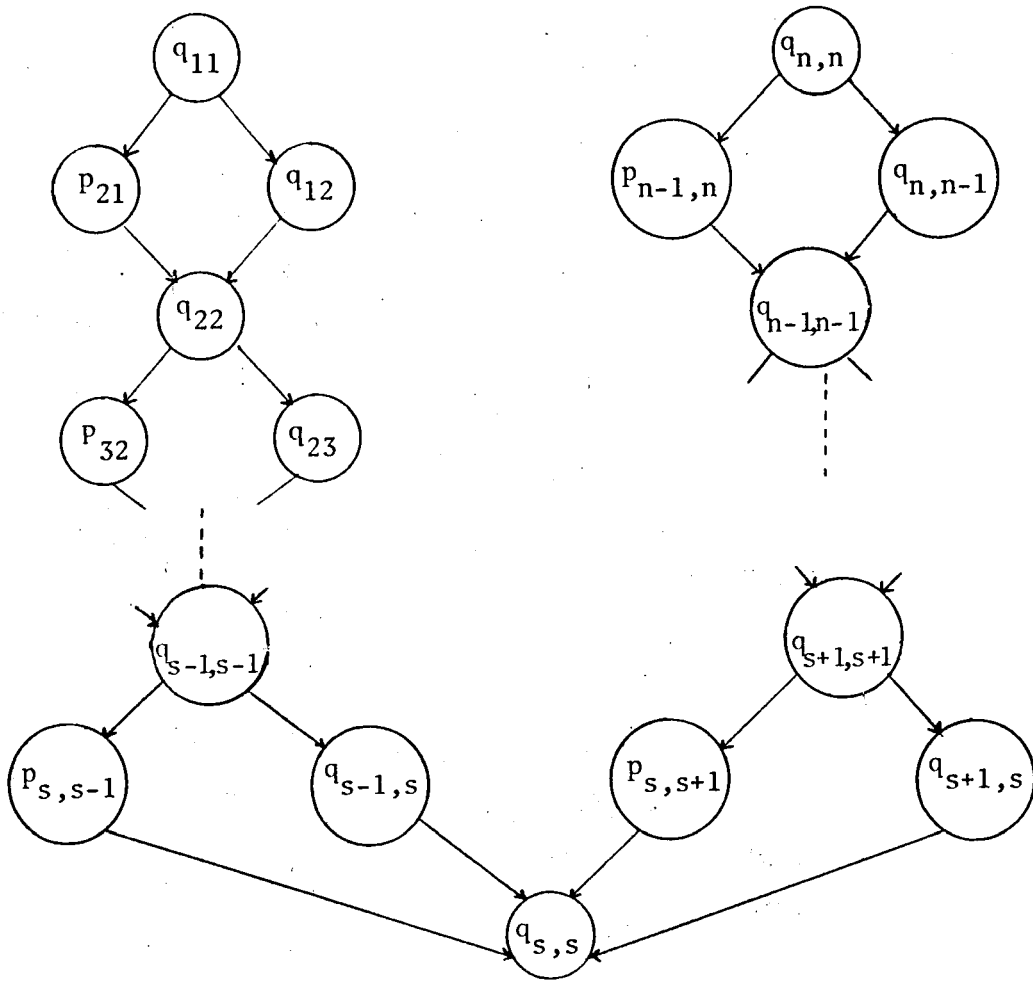 q11
qn,n
p21
q12
pn-1,n
qn,n-1
q22
qn-1,n-1
p32
q23
qs-1,s-1
qs+1,s+1
ps,s-1
qs-1,s
ps,s+1
qs+1,s
qs,s